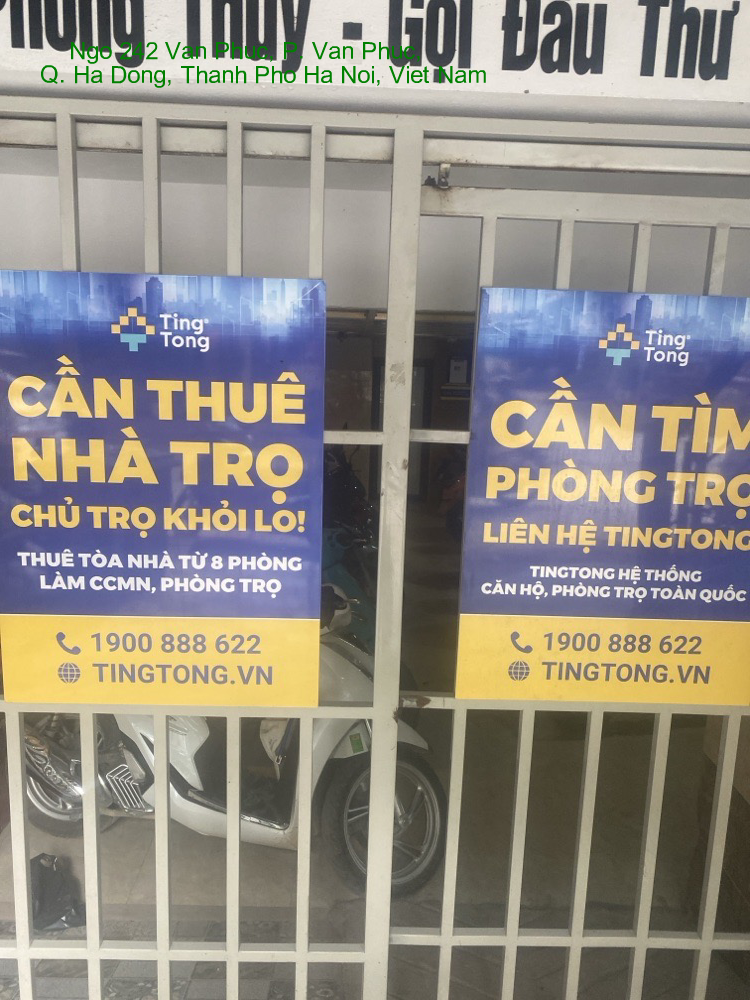 Phong Thủy - Gội Đầu Thư
Ngo 342 Van Phuc, P. Van Phuc,
Q. Ha Dong, Thanh Pho Ha Noi, Viet Nam
Ting
Tong
CẦN THUÊ
NHÀ TRỌ
CHỦ TRỌ KHỎI LO!
THUÊ TÒA NHÀ TỪ 8 PHÒNG
LÀM CCMN, PHÒNG TRỌ
1900 888 622
TINGTONG.VN
Ting
Tong
CẦN TÌM
PHÒNG TRỌ
LIÊN HỆ TINGTONG
TINGTONG HỆ THỐNG
CĂN HỘ, PHÒNG TRỌ TOÀN QUỐC
1900 888 622
TINGTONG.VN